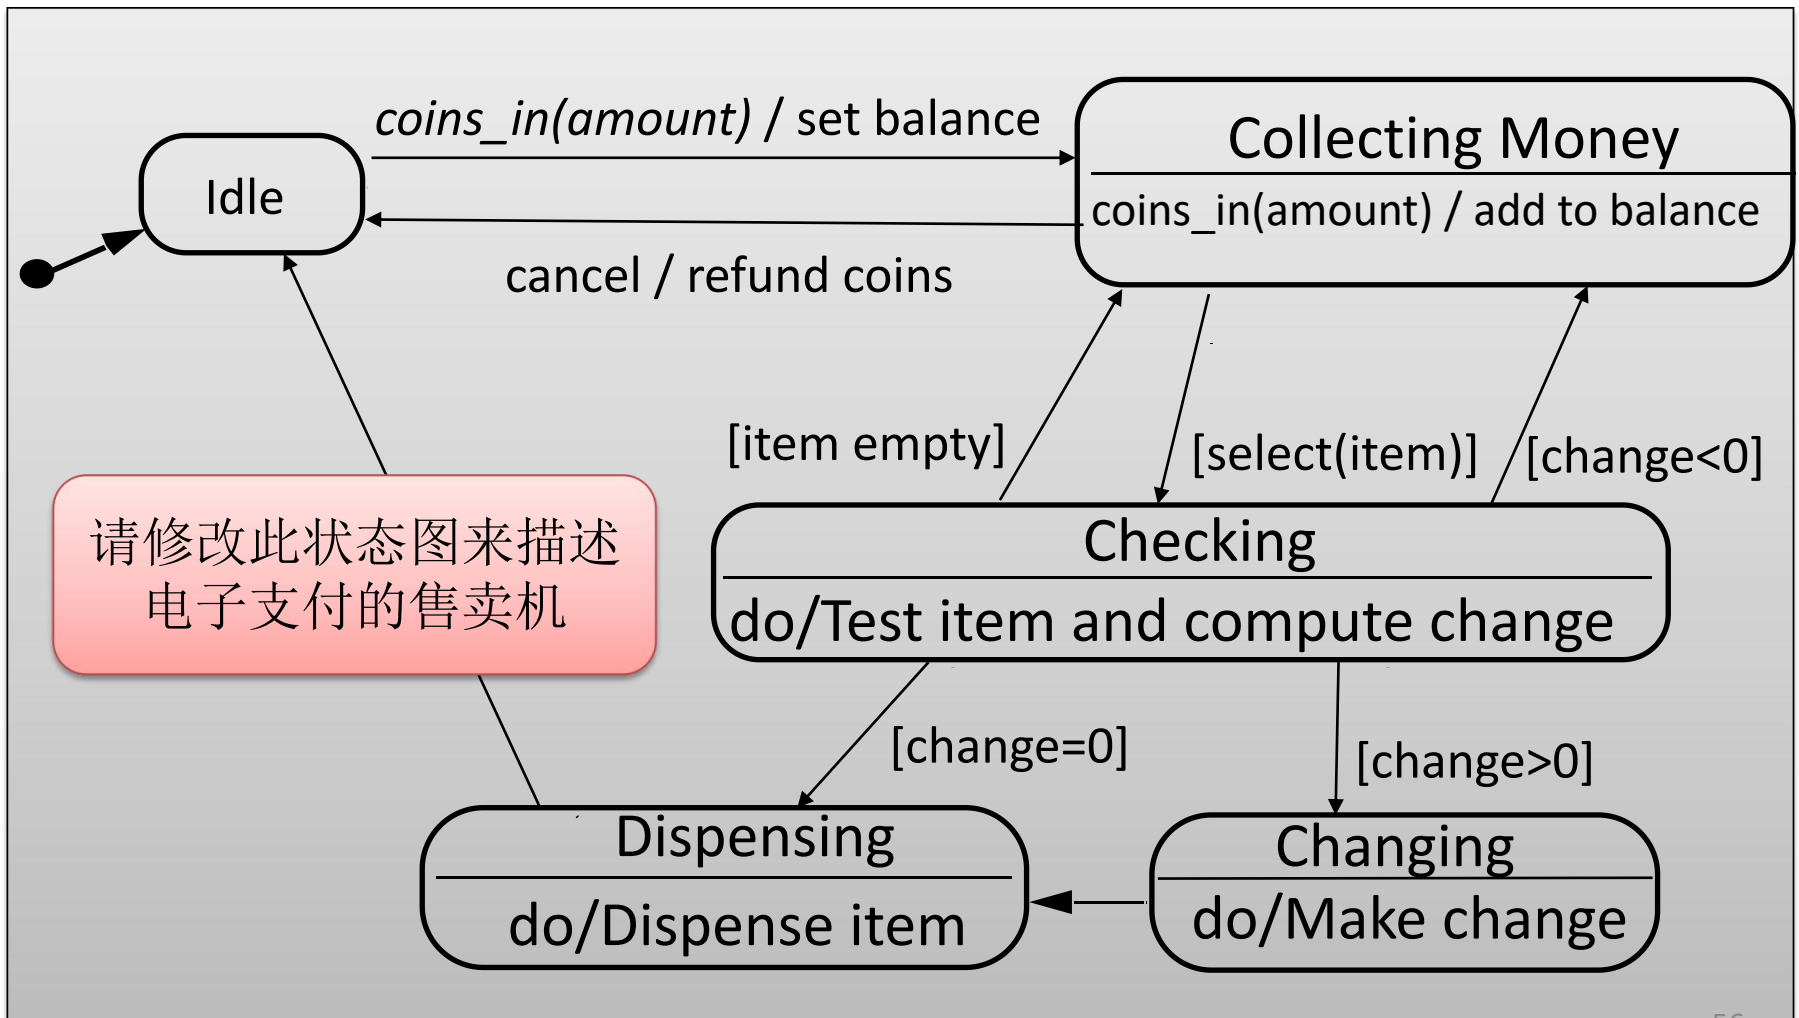 coins_in(amount) / set balance
Collecting Money
Idle
coins_in(amount) / add to balance
cancel / refund coins
[item empty]
[select(item)]
[change<0]
请修改此状态图来描述
电子支付的售卖机
Checking
do/Test item and compute change
[change=0]
[change>0]
Dispensing
Changing
do/Dispense item
do/Make change